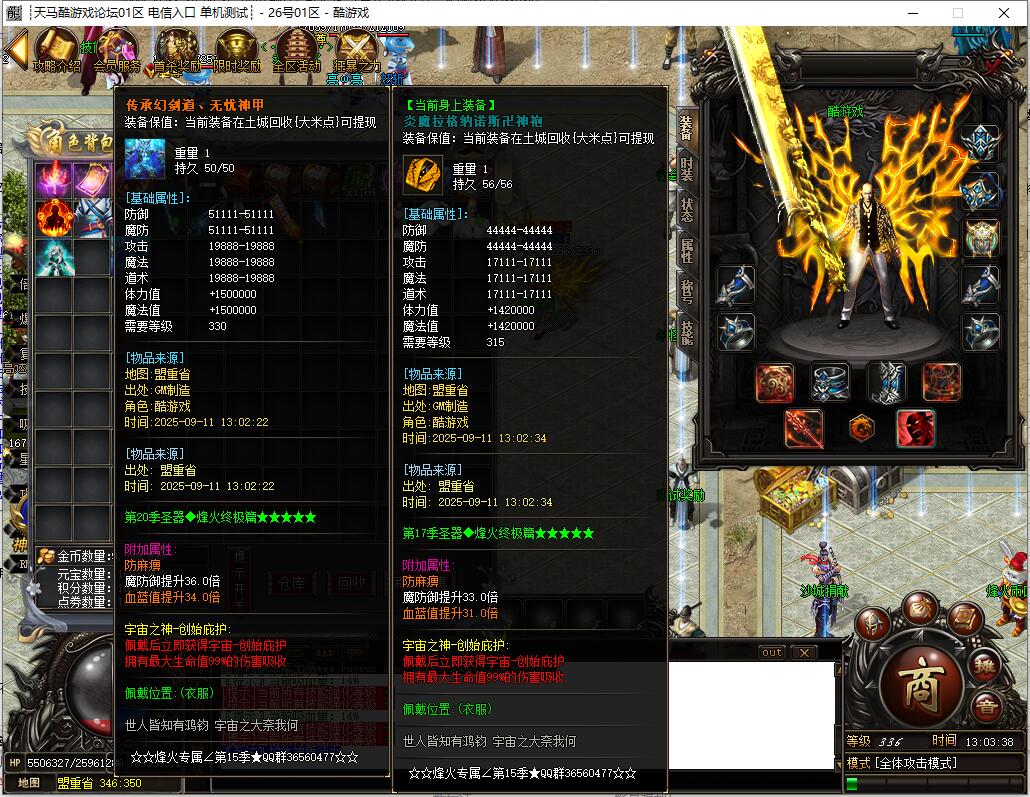 天马酷游戏论坛01区 电信入口 单机测试 - 26号01区 - 酷游戏
攻略介绍
会员服务
首杀奖励
限时奖励
全区活动
狂暴之力
角色背包
传承幻剑道、无忧神甲
装备保值：当前装备在土城回收{大米点}可提现
重量 1
持久 50/50
[基础属性]：
防御 51111-51111
魔防 51111-51111
攻击 19888-19888
魔法 19888-19888
道术 19888-19888
体力值 +1500000
魔法值 +1500000
需要等级 330
[物品来源]
地图:盟重省
出处:GM制造
角色:酷游戏
时间:2025-09-11 13:02:22
[物品来源]
出处: 盟重省
时间: 2025-09-11 13:02:22
第20季圣器◆烽火终极篇★★★★★
附加属性:
防麻痹
魔防御提升36.0倍
血蓝值提升34.0倍
宇宙之神-创始庇护:
佩戴后立即获得宇宙-创始庇护
拥有最大生命值99%的伤害吸收
佩戴位置:(衣服)
世人皆知有鸿钧 宇宙之大奈我何
☆☆烽火专属∠第15季★QQ群36560477☆☆
【当前身上装备】
炎魔拉格纳诺斯卍神袍
装备保值：当前装备在土城回收{大米点}可提现
重量 1
持久 56/56
[基础属性]：
防御 44444-44444
魔防 44444-44444
攻击 17111-17111
魔法 17111-17111
道术 17111-17111
体力值 +1420000
魔法值 +1420000
需要等级 315
[物品来源]
地图:盟重省
出处:GM制造
角色:酷游戏
时间:2025-09-11 13:02:34
[物品来源]
出处: 盟重省
时间: 2025-09-11 13:02:34
第17季圣器◆烽火终极篇★★★★★
附加属性:
防麻痹
魔防御提升33.0倍
血蓝值提升31.0倍
宇宙之神-创始庇护:
佩戴后立即获得宇宙-创始庇护
拥有最大生命值99%的伤害吸收
佩戴位置:(衣服)
世人皆知有鸿钧 宇宙之大奈我何
☆☆烽火专属∠第15季★QQ群36560477☆☆
酷游戏
装备
时装
状态
属性
称号
技能
金币数量:
元宝数量:
积分数量:
点券数量:
仓库
回收
沙城捐献
out
商
摊
音
等级 336
时间 13:03:38
模式[全体攻击模式]
HP 5506327/2596128
地图
盟重省 346:350